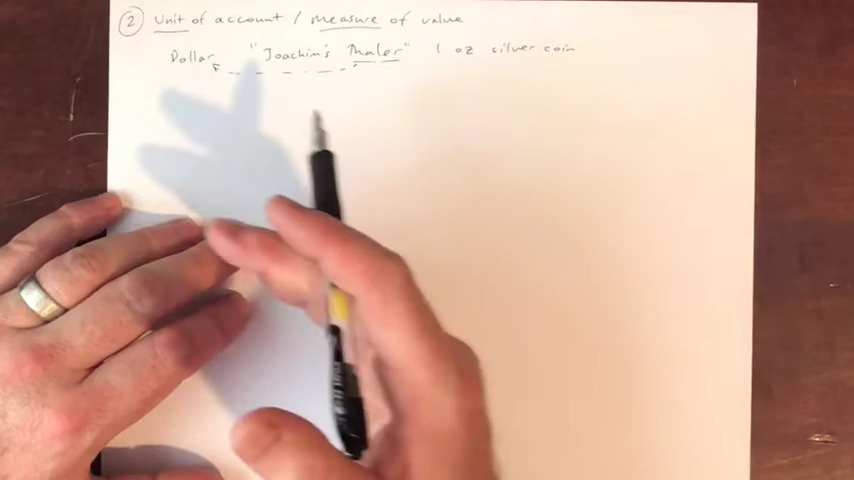 ② Unit of account / measure of value
Dollar "Joachim's Thaler" 1 oz silver coin